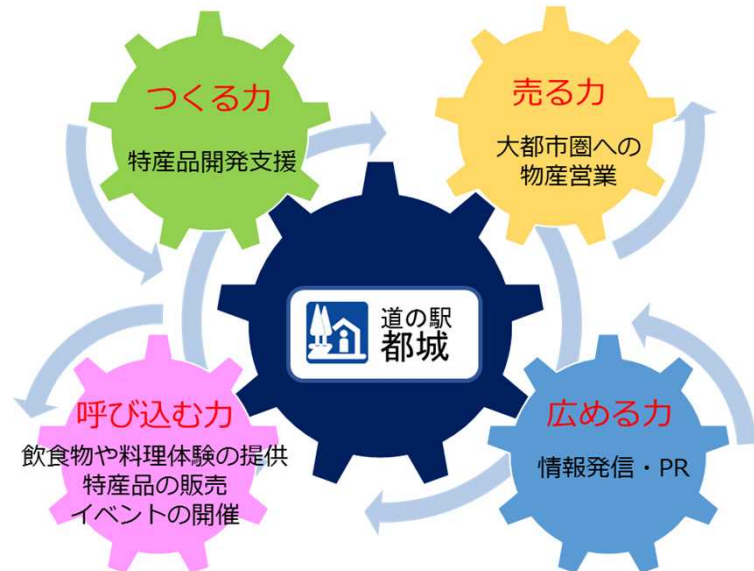 つくる力
特産品開発支援
売る力
大都市圏への
物産営業
道の駅
都城
呼び込む力
飲食物や料理体験の提供
特産品の販売
イベントの開催
広める力
情報発信・PR